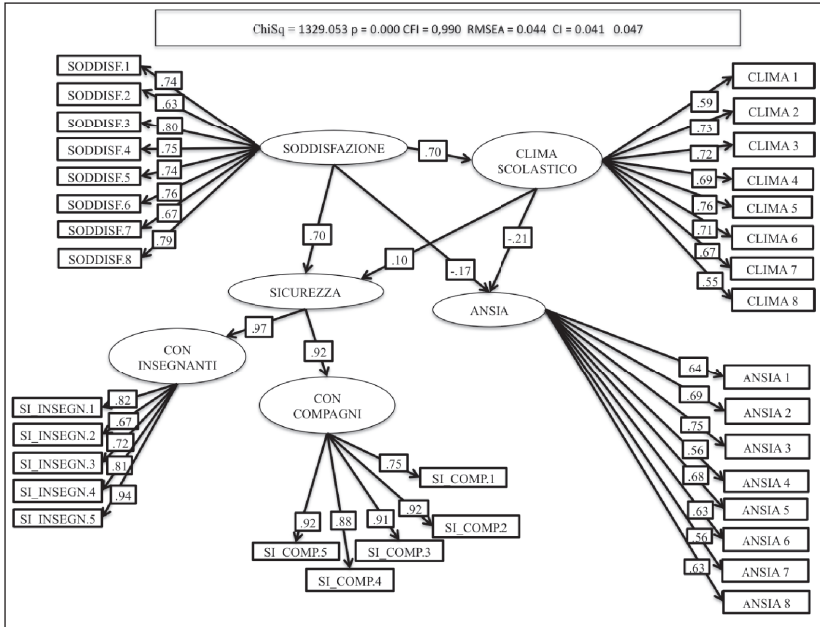 ChiSq = 1329.053 p = 0.000 CFI = 0,990 RMSEA = 0.044 CI = 0.041 0.047
SODDISF.1
SODDISF.2
SODDISF.3
SODDISF.4
SODDISF.5
SODDISF.6
SODDISF.7
SODDISF.8
.74
.63
.80
.75
.74
.76
.67
.79
SODDISFAZIONE
.70
CLIMA
SCOLASTICO
.59
.73
.72
.69
.76
.71
.67
.55
CLIMA 1
CLIMA 2
CLIMA 3
CLIMA 4
CLIMA 5
CLIMA 6
CLIMA 7
CLIMA 8
.70
.10
-.17
-.21
SICUREZZA
ANSIA
.97
.92
CON
INSEGNANTI
CON
COMPAGNI
.82
.67
.72
.81
.94
SI_INSEGN.1
SI_INSEGN.2
SI_INSEGN.3
SI_INSEGN.4
SI_INSEGN.5
.75
.92
.91
.88
.92
SI_COMP.1
SI_COMP.2
SI_COMP.3
SI_COMP.4
SI_COMP.5
.64
.69
.75
.56
.68
.63
.56
.63
ANSIA 1
ANSIA 2
ANSIA 3
ANSIA 4
ANSIA 5
ANSIA 6
ANSIA 7
ANSIA 8